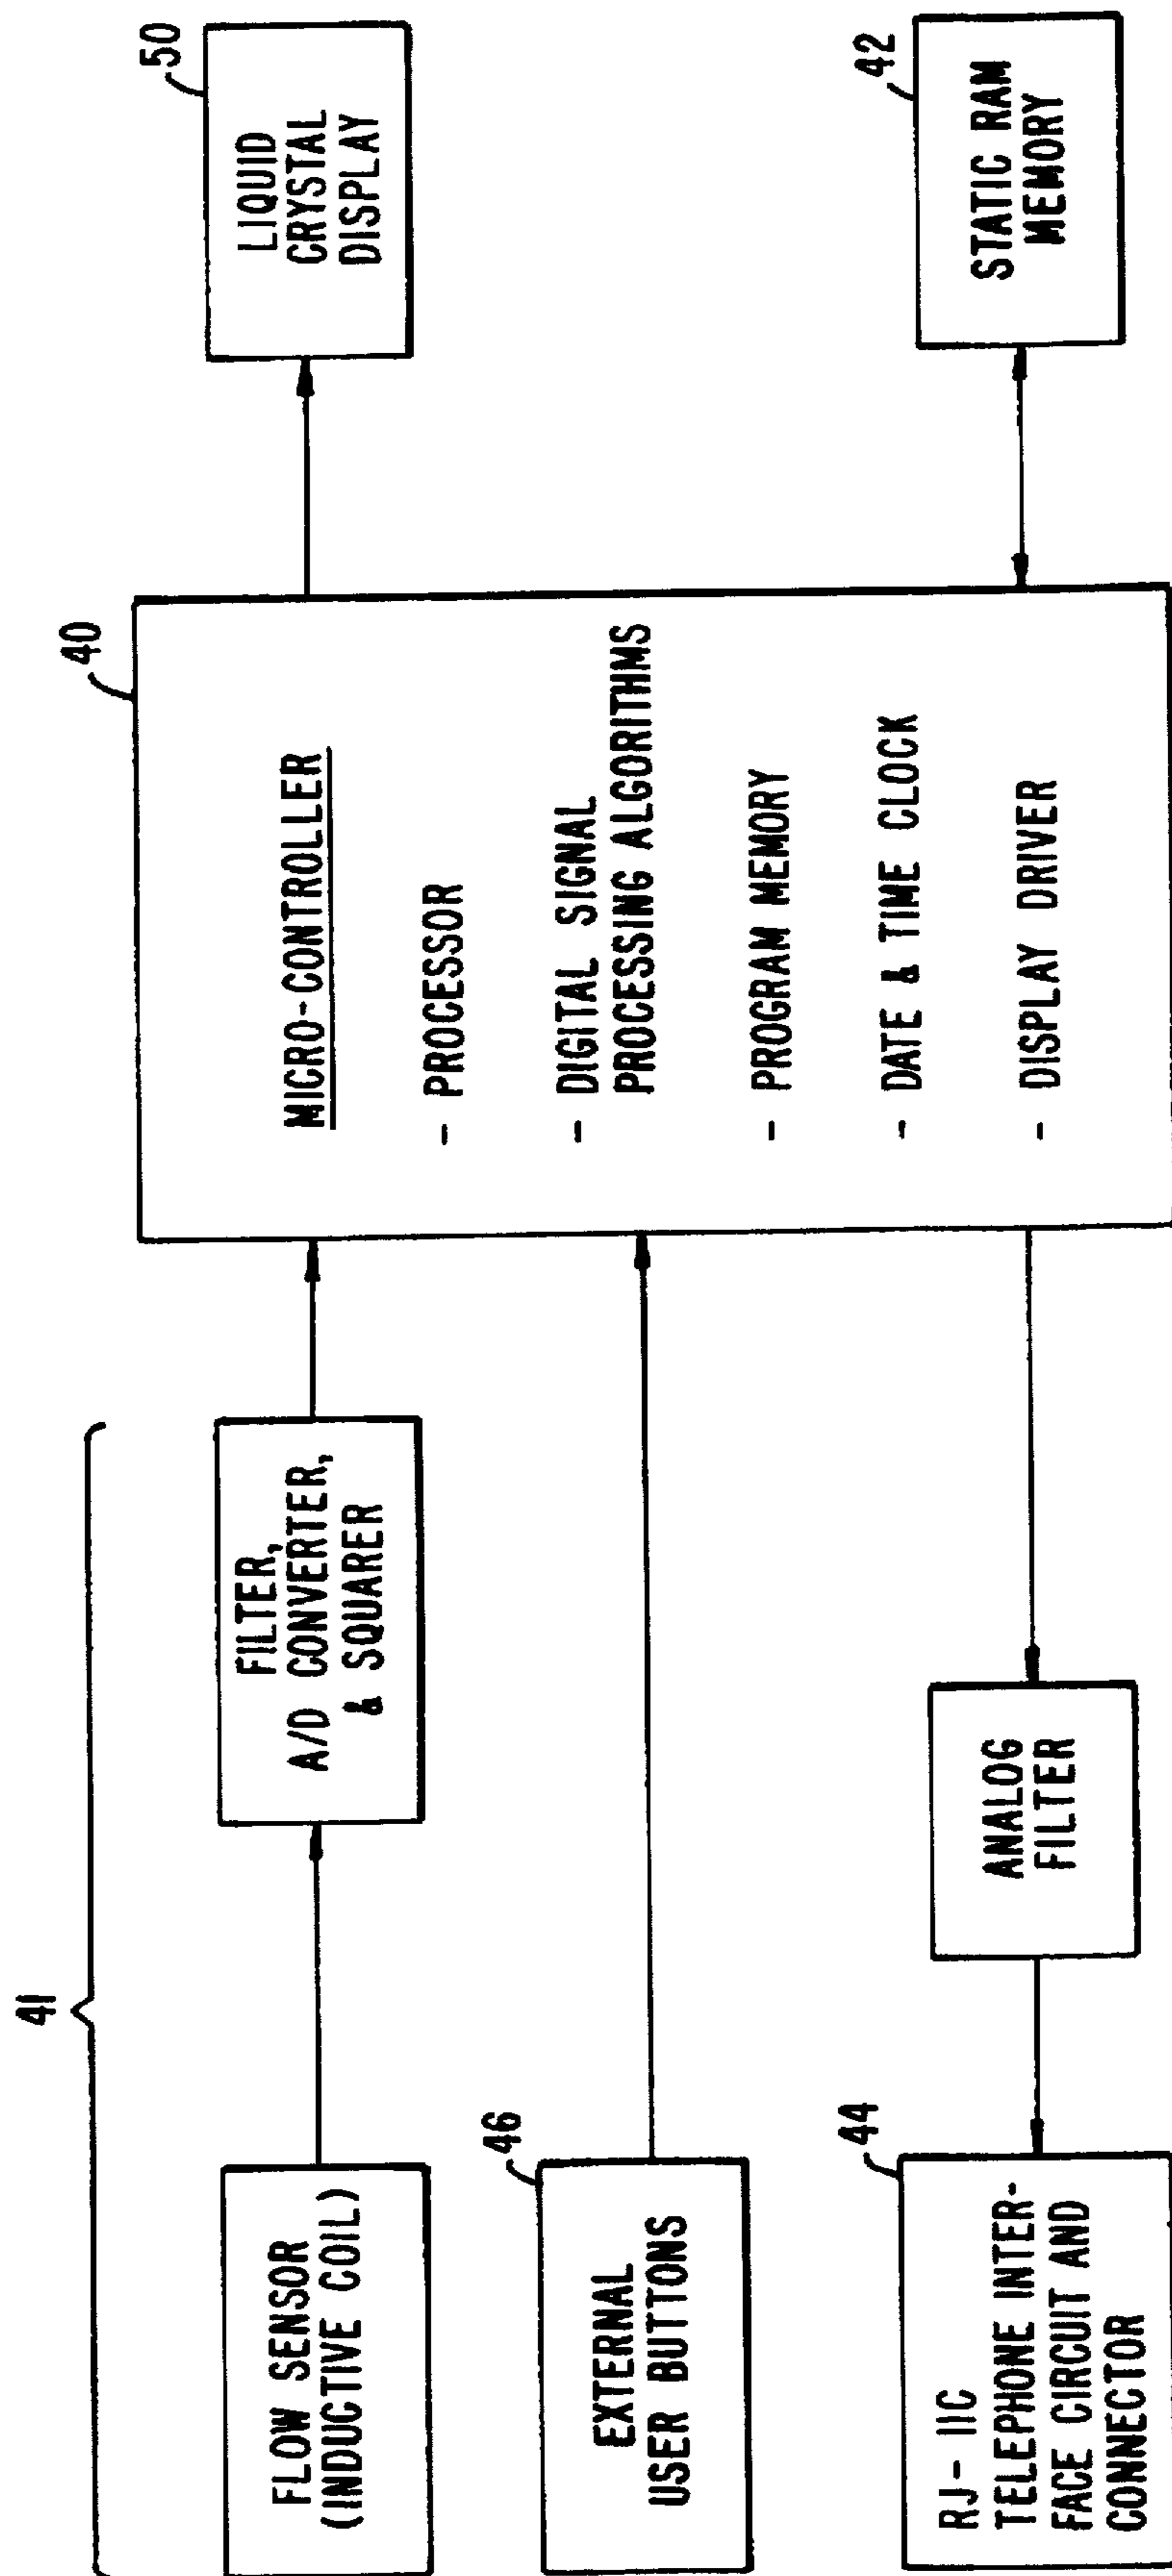 41
FLOW SENSOR
(INDUCTIVE COIL)
FILTER,
A/D CONVERTER,
& SQUARER
46
EXTERNAL
USER BUTTONS
44
RJ-11C
TELEPHONE INTER-
FACE CIRCUIT AND
CONNECTOR
ANALOG
FILTER
40
MICRO-CONTROLLER
- PROCESSOR
- DIGITAL SIGNAL
PROCESSING ALGORITHMS
- PROGRAM MEMORY
- DATE & TIME CLOCK
- DISPLAY DRIVER
50
LIQUID
CRYSTAL
DISPLAY
42
STATIC RAM
MEMORY